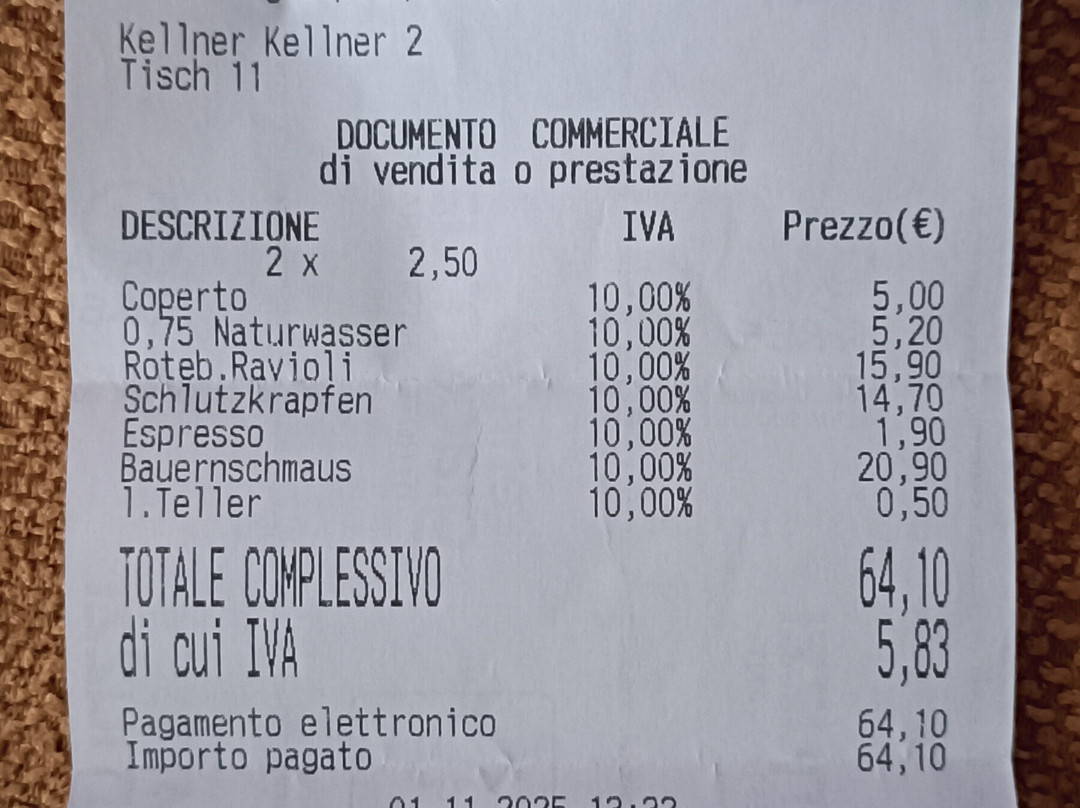 Kellner Kellner 2
Tisch 11
DOCUMENTO COMMERCIALE
di vendita o prestazione
DESCRIZIONE IVA Prezzo(€)
2 x 2,50
Coperto 10,00% 5,00
0,75 Naturwasser 10,00% 5,20
Roteb.Ravioli 10,00% 15,90
Schlutzkrapfen 10,00% 14,70
Espresso 10,00% 1,90
Bauernschmaus 10,00% 20,90
l.Teller 10,00% 0,50
TOTALE COMPLESSIVO 64,10
di cui IVA 5,83
Pagamento elettronico 64,10
Importo pagato 64,10